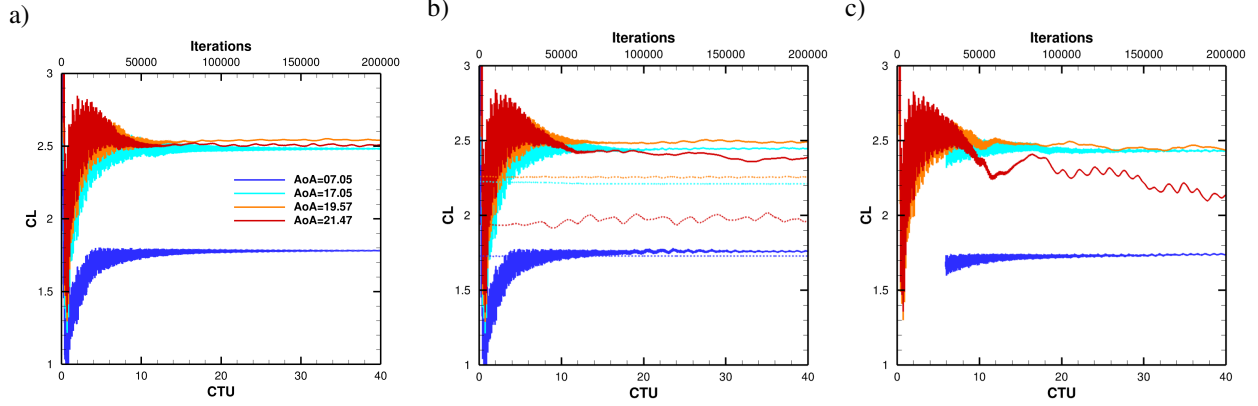 a)
Iterations
0 50000 100000 150000 200000
3
2.5
2
1.5
1
CL
AoA=07.05
AoA=17.05
AoA=19.57
AoA=21.47
0 10 20 30 40
CTU
b)
Iterations
0 50000 100000 150000 200000
3
2.5
2
1.5
1
CL
0 10 20 30 40
CTU
c)
Iterations
50000 100000 150000 200000
3
2.5
2
1.5
1
CL
0 10 20 30 40
CTU